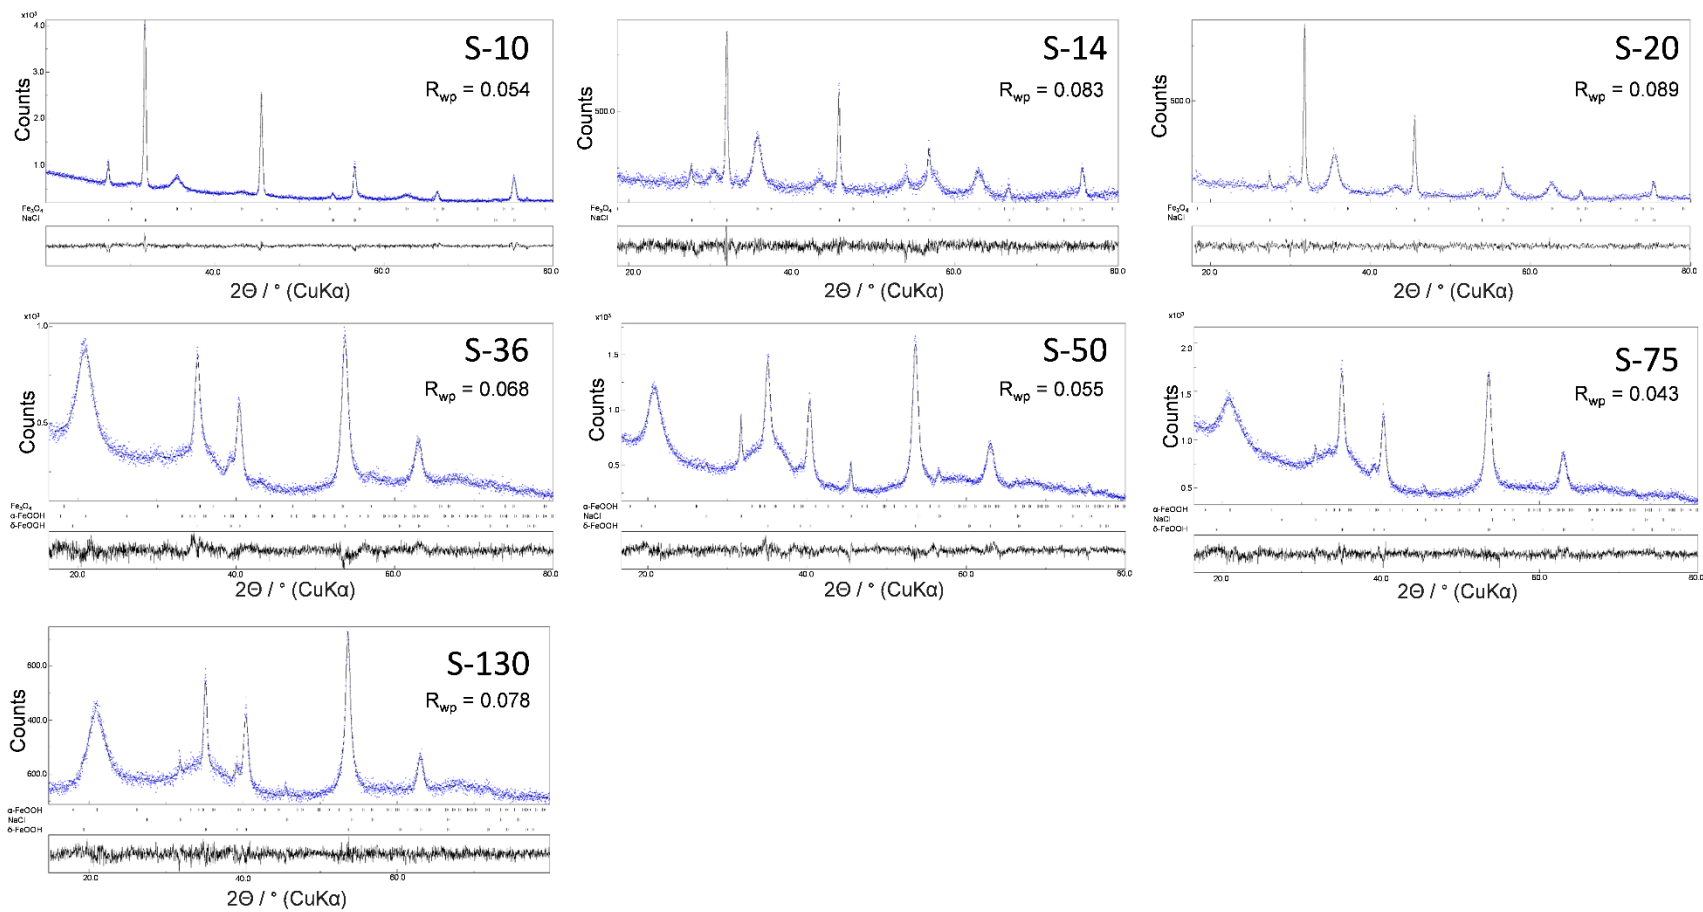 x10³
4.0
3.0
2.0
1.0
Counts
S-10
Rwp = 0.054
Fe₃O₄
NaCl
40.0
60.0
80.0
2Θ / ° (CuKα)
500.0
Counts
S-14
Rwp = 0.083
Fe₃O₄
NaCl
20.0
40.0
60.0
80.0
2Θ / ° (CuKα)
500.0
Counts
S-20
Rwp = 0.089
Fe₃O₄
NaCl
20.0
40.0
60.0
80.0
2Θ / ° (CuKα)
x10³
1.0
0.5
Counts
S-36
Rwp = 0.068
Fe₃O₄
α-FeOOH
δ-FeOOH
20.0
40.0
60.0
80.0
2Θ / ° (CuKα)
x10³
1.5
1.0
0.5
Counts
S-50
Rwp = 0.055
α-FeOOH
NaCl
δ-FeOOH
20.0
40.0
60.0
80.0
2Θ / ° (CuKα)
x10³
2.0
1.5
1.0
0.5
Counts
S-75
Rwp = 0.043
α-FeOOH
NaCl
δ-FeOOH
20.0
40.0
60.0
80.0
2Θ / ° (CuKα)
600.0
400.0
600.0
Counts
S-130
Rwp = 0.078
α-FeOOH
NaCl
δ-FeOOH
20.0
40.0
60.0
2Θ / ° (CuKα)